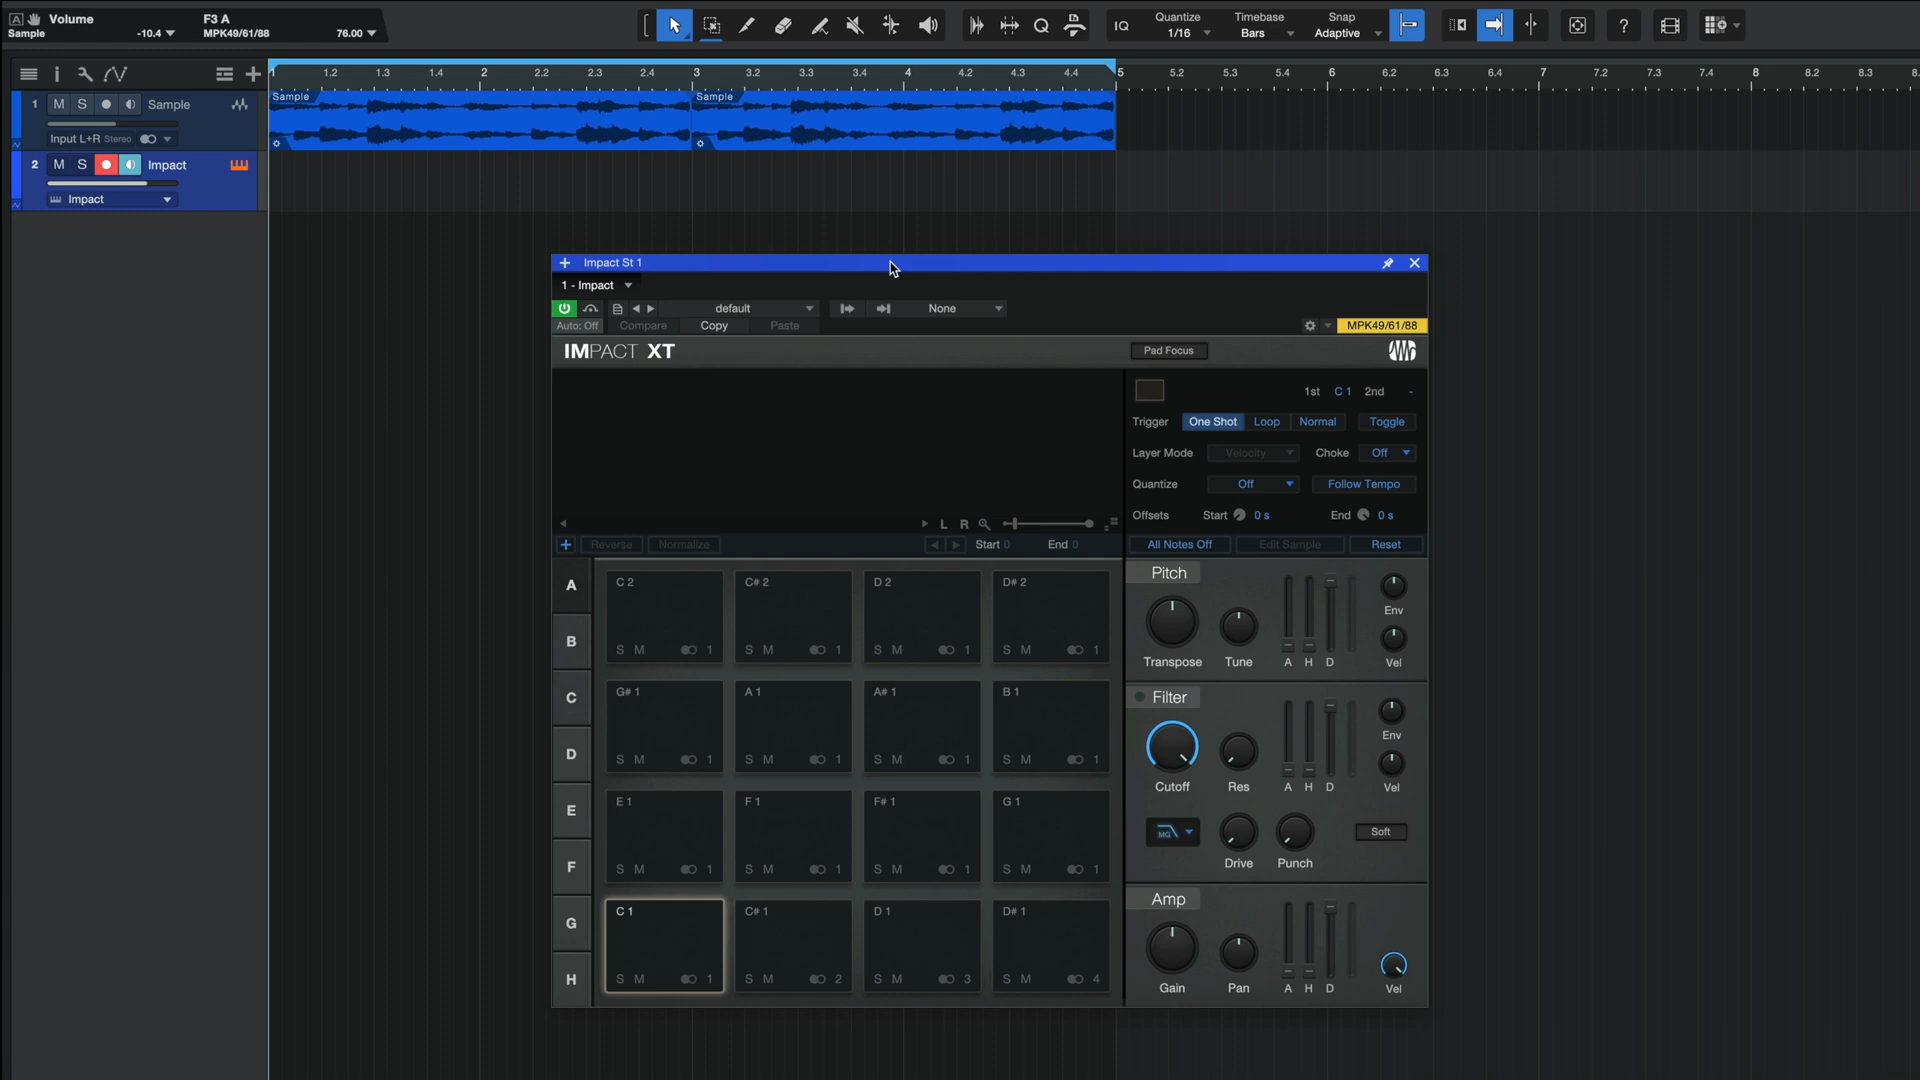 Volume
Sample -10.4
F3 A
MPK49/61/88 76.00
IQ
Quantize
1/16
Timebase
Bars
Snap
Adaptive
?
1 1.2 1.3 1.4 2 2.2 2.3 2.4 3 3.2 3.3 3.4 4 4.2 4.3 4.4 5 5.2 5.3 5.4 6 6.2 6.3 6.4 7 7.2 7.3 7.4 8 8.2 8.3 8.
1 M S Sample
Input L+R Stereo
Sample Sample
2 M S Impact
Impact
Impact St 1
1 - Impact
default None
Auto: Off Compare Copy Paste MPK49/61/88
IMPACT XT Pad Focus
1st C 1 2nd -
Trigger One Shot Loop Normal Toggle
Layer Mode Velocity Choke Off
Quantize Off Follow Tempo
Offsets Start 0 s End 0 s
L R
Reverse Normalize Start 0 End 0 All Notes Off Edit Sample Reset
A B C D E F G H
C 2 C# 2 D 2 D# 2
S M 1 S M 1 S M 1 S M 1
G# 1 A 1 A# 1 B 1
S M 1 S M 1 S M 1 S M 1
E 1 F 1 F# 1 G 1
S M 1 S M 1 S M 1 S M 1
C 1 C# 1 D 1 D# 1
S M 1 S M 2 S M 3 S M 4
Pitch
Env
Transpose Tune A H D Vel
Filter
Env
Cutoff Res A H D Vel
MG Soft
Drive Punch
Amp
Gain Pan A H D Vel